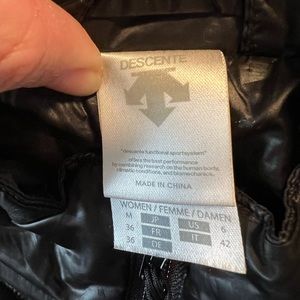 DESCENTE
"descente functional sportsystem"
offers the best performance
by combining research on the human body,
climatic conditions, and biomechanics.
MADE IN CHINA
WOMEN / FEMME / DAMEN
M JP US 6
36 FR IT 42
36 DE